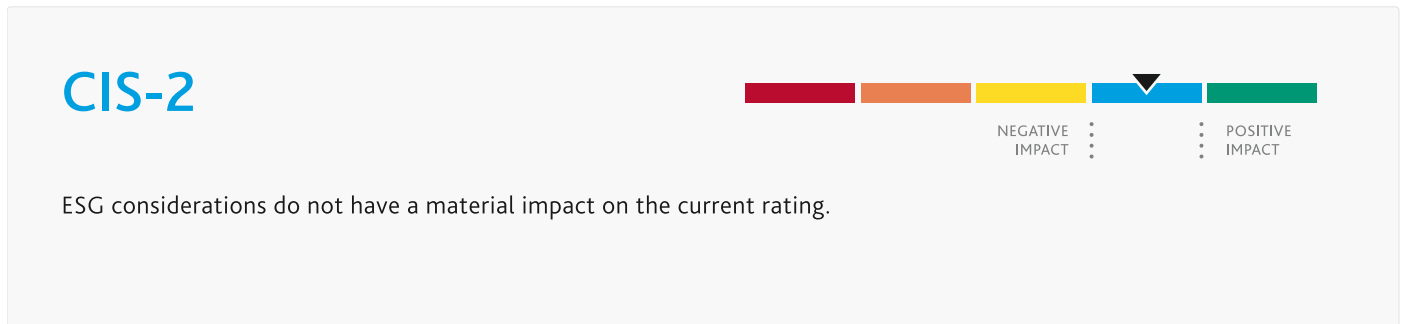 CIS-2
NEGATIVE
IMPACT
POSITIVE
IMPACT
ESG considerations do not have a material impact on the current rating.